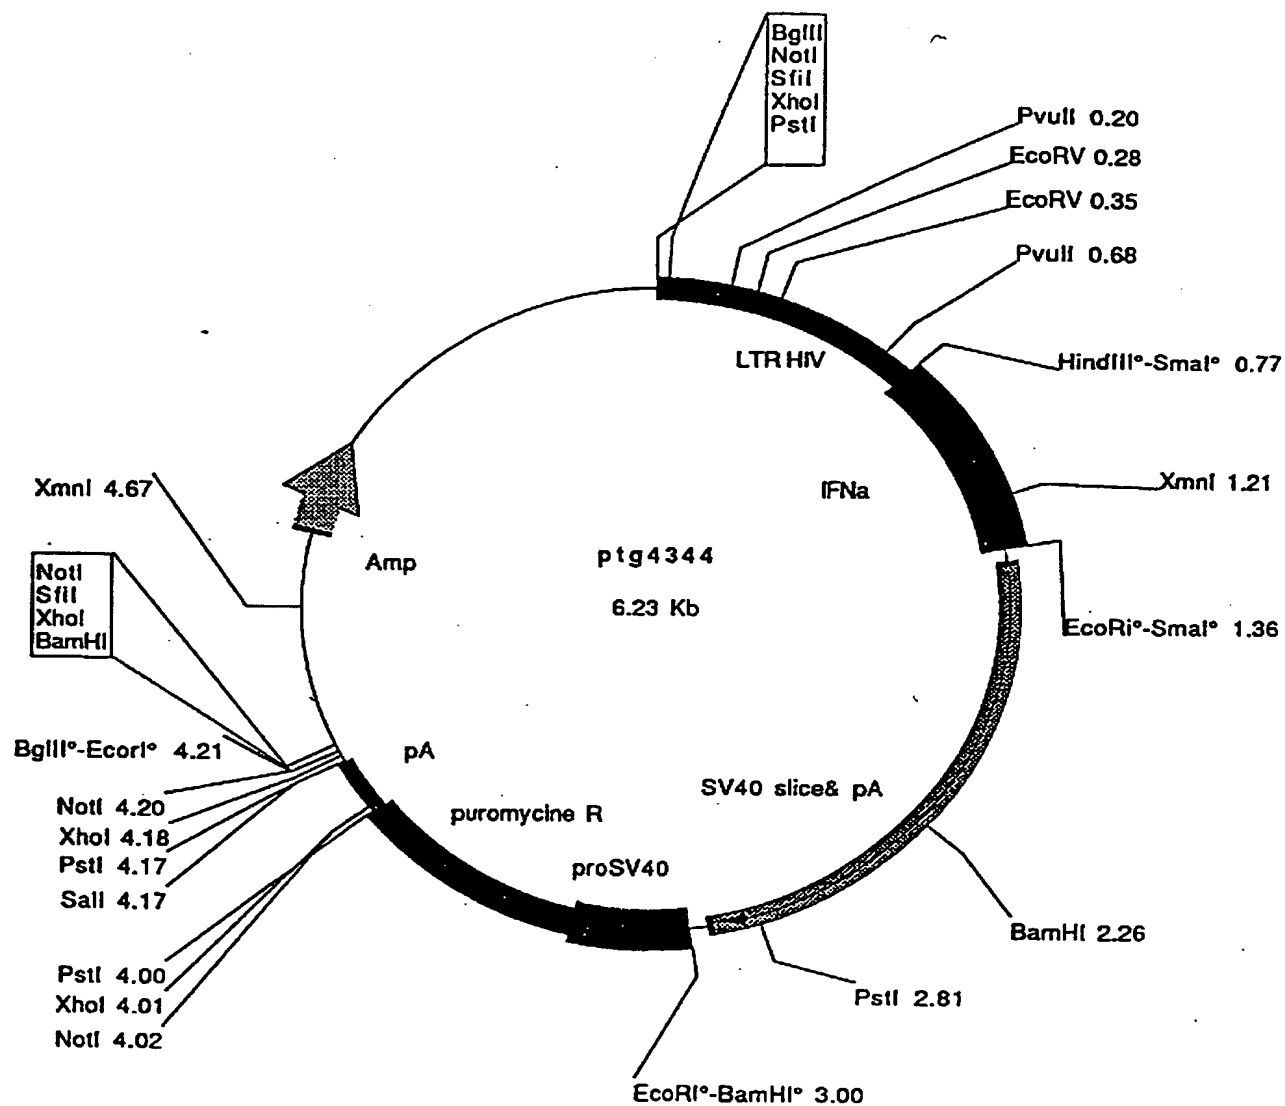 BglII
NotI
SfiI
XhoI
PstI
PvuII 0.20
EcoRV 0.28
EcoRV 0.35
PvuII 0.68
LTR HIV
HindIII°-SmaI° 0.77
XmnI 4.67
IFNa
XmnI 1.21
ptg4344
Amp
NotI
SfiI
XhoI
BamHI
6.23 Kb
EcoRi°-SmaI° 1.36
BglII°-EcorI° 4.21
pA
SV40 slice& pA
NotI 4.20
puromycine R
XhoI 4.18
PstI 4.17
proSV40
SalI 4.17
BamHI 2.26
PstI 4.00
PstI 2.81
XhoI 4.01
NotI 4.02
EcoRI°-BamHI° 3.00